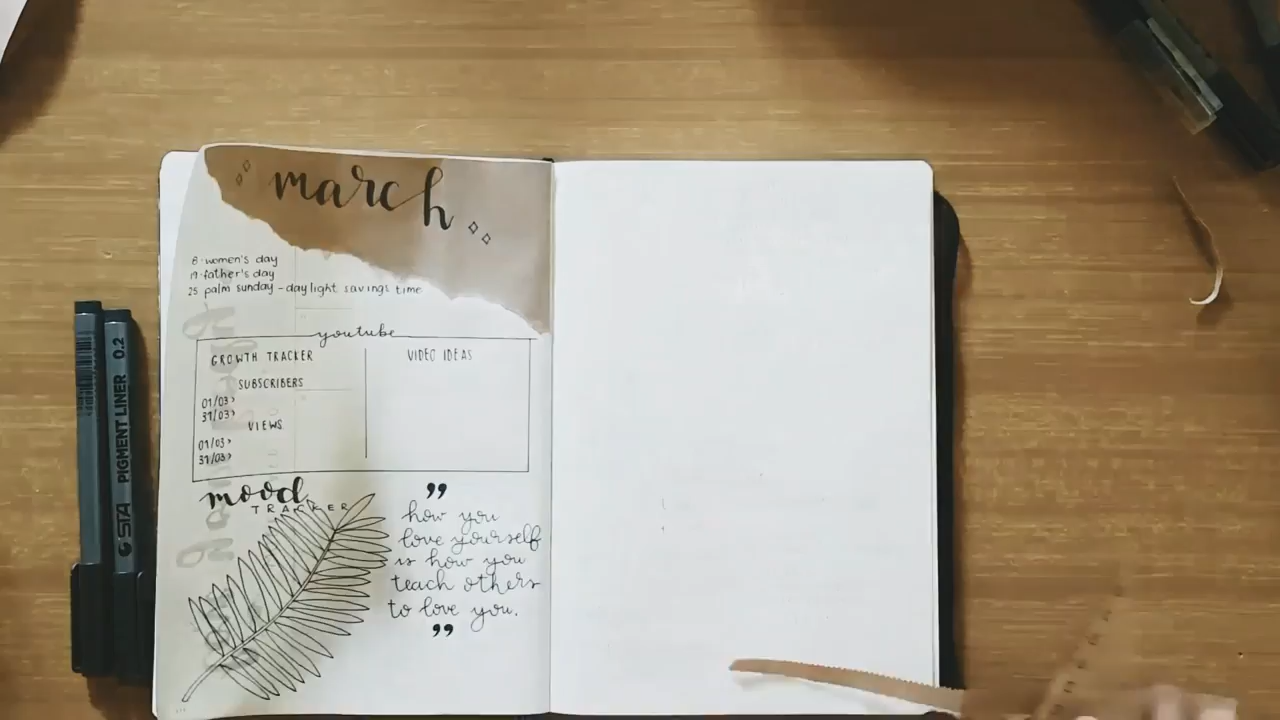 march
8-women's day
19-father's day
25 palm sunday - daylight savings time
youtube
GROWTH TRACKER
SUBSCRIBERS
01/03>
31/03>
VIEWS
01/03>
31/03>
VIDEO IDEAS
mood
TRACKER
"
how you
love yourself
is how you
teach others
to love you.
"
STA PIGMENT LINER 0.2